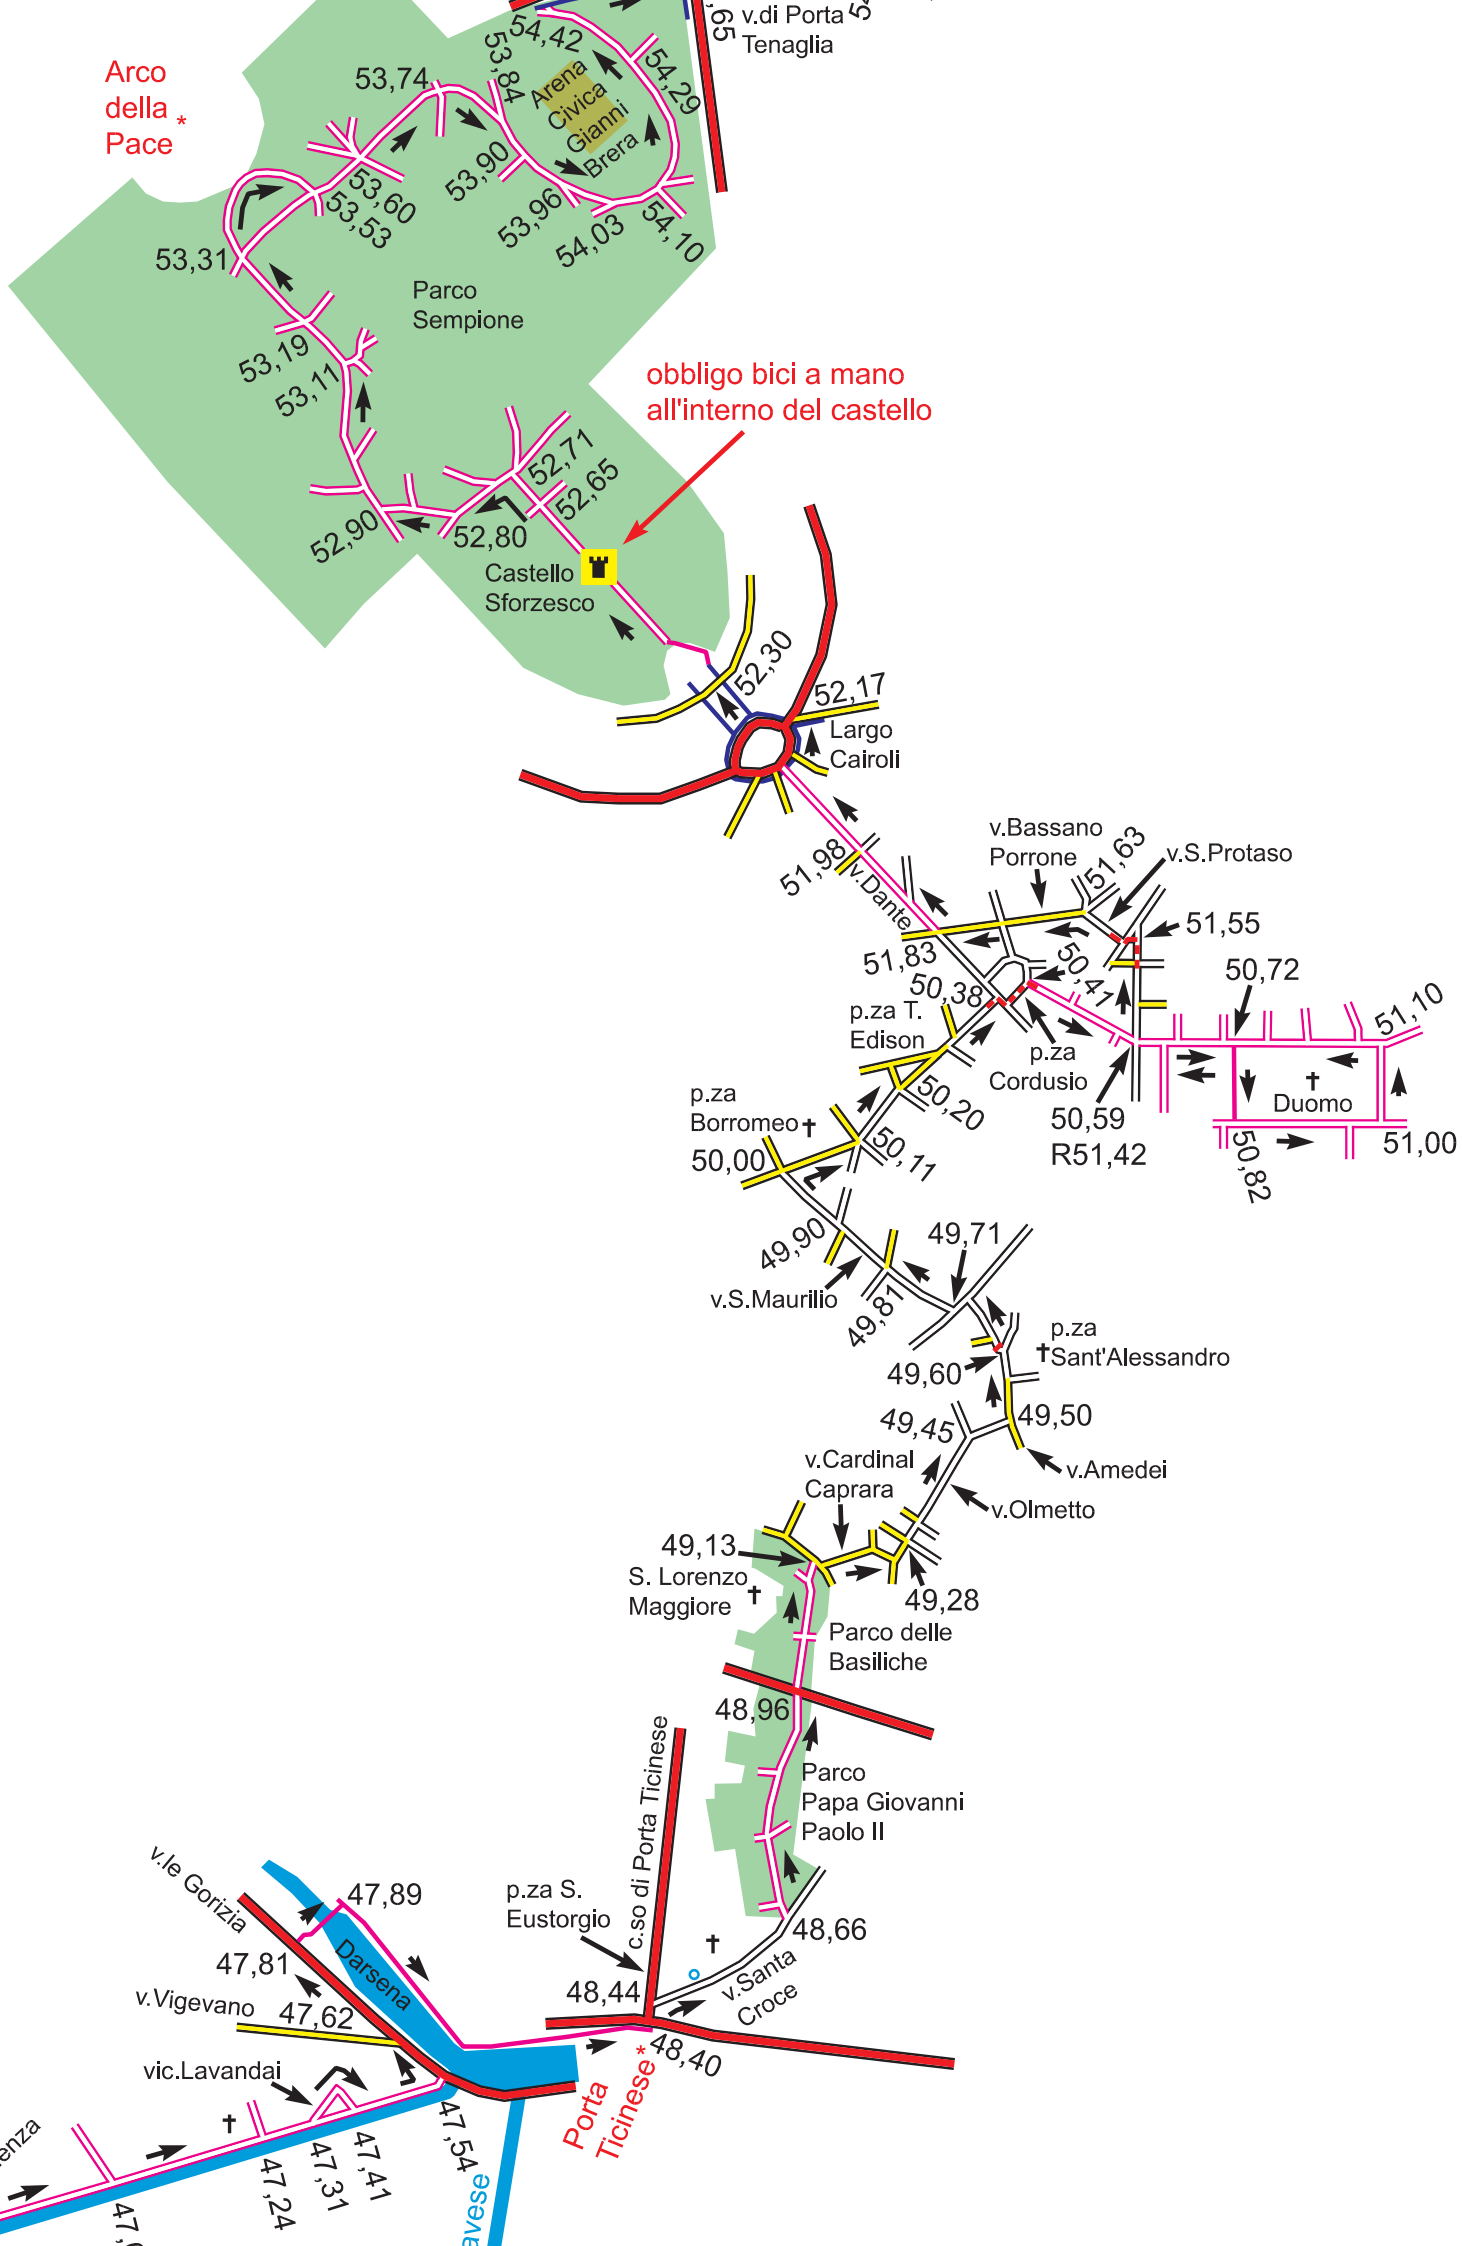 ,65
v.di Porta
Tenaglia
54
54,42
53,84
54,29
Arena
Civica
Gianni
Brera
Arco
della
Pace *
53,74
53,90
53,60
53,53
53,96
54,03
54,10
53,31
Parco
Sempione
53,19
53,11
obbligo bici a mano
all'interno del castello
52,71
52,65
52,90
52,80
Castello
Sforzesco
52,30
52,17
Largo
Cairoli
v.Bassano
Porrone
51,63
v.S.Protaso
51,98
v.Dante
51,55
51,83
50,41
50,72
50,38
51,10
p.za T.
Edison
p.za
Cordusio
Duomo
p.za
Borromeo
50,20
50,59
R51,42
51,00
50,82
50,11
50,00
49,90
49,71
v.S.Maurilio
49,81
p.za
Sant'Alessandro
49,60
49,50
49,45
v.Cardinal
Caprara
v.Amedei
v.Olmetto
49,13
S. Lorenzo
Maggiore
49,28
Parco delle
Basiliche
48,96
c.so di Porta Ticinese
Parco
Papa Giovanni
Paolo II
v.le Gorizia
47,89
p.za S.
Eustorgio
48,66
47,81
Darsena
v.Santa
Croce
48,44
v.Vigevano
47,62
48,40
vic.Lavandai
Porta
Ticinese *
47,54
47,41
47,31
47,24
enza
avese